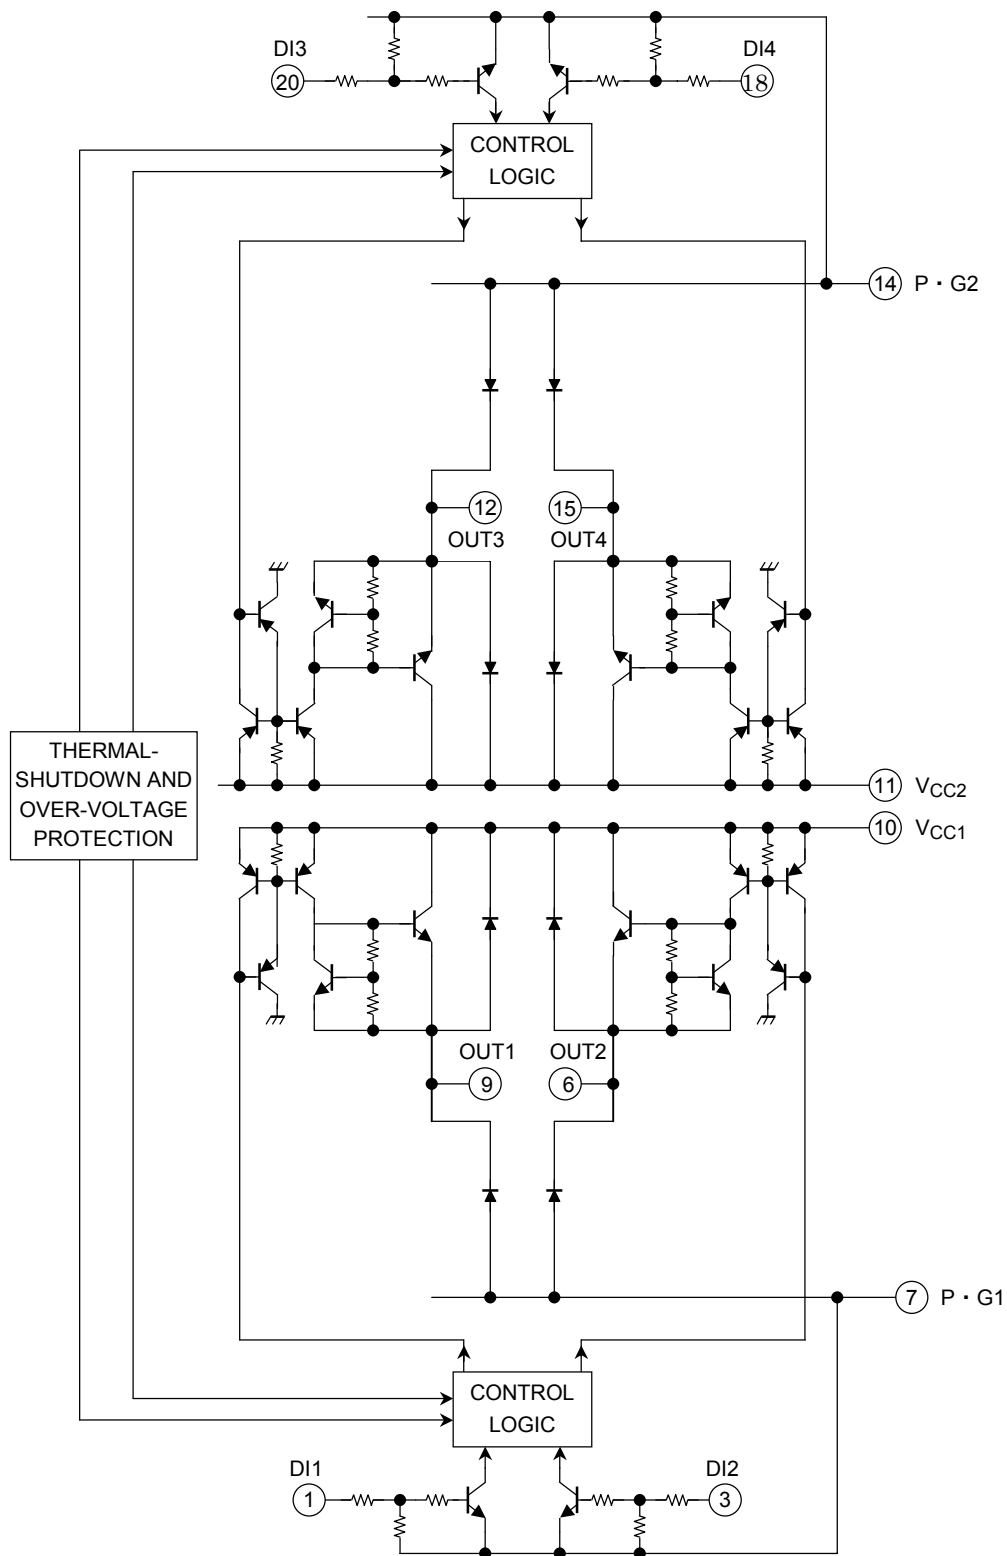 DI3
DI4
20
18
CONTROL
LOGIC
14 P・G2
12
15
OUT3
OUT4
THERMAL-
SHUTDOWN AND
OVER-VOLTAGE
PROTECTION
11 VCC2
10 VCC1
OUT1
OUT2
9
6
7 P・G1
CONTROL
LOGIC
DI1
DI2
1
3